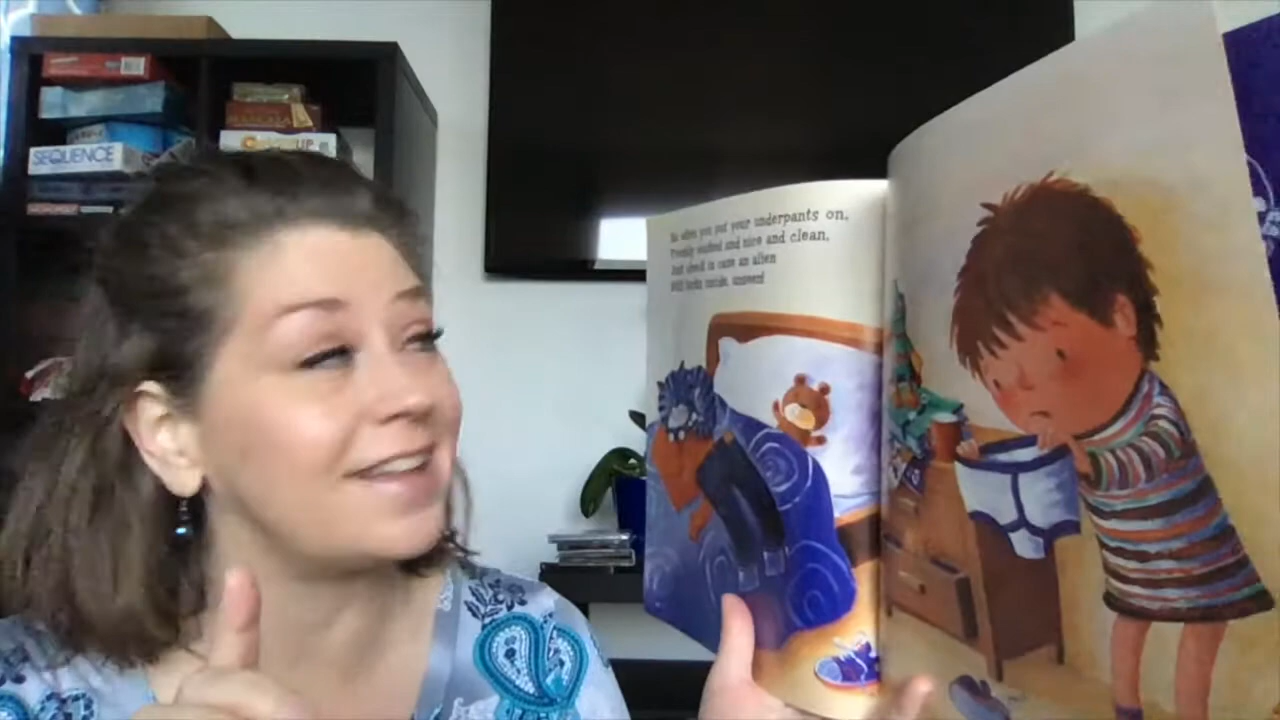 SEQUENCE
So when you put your underpants on,
Freshly washed and nice and clean,
Just check in case an alien
Still lurks inside, unseen!